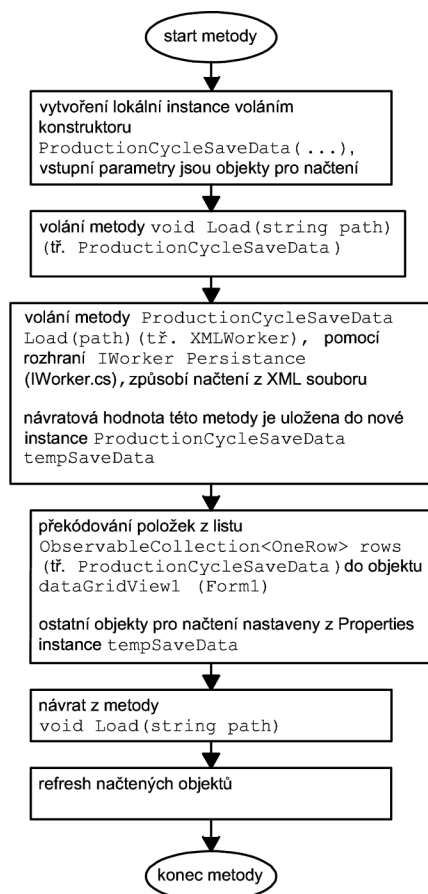 start metody
vytvoření lokální instance voláním
konstruktoru
ProductionCycleSaveData(...),
vstupní parametry jsou objekty pro načtení
volání metody void Load(string path)
(tř. ProductionCycleSaveData)
volání metody ProductionCycleSaveData
Load(path)(tř. XMLWorker), pomocí
rozhraní IWorker Persistance
(IWorker.cs), způsobí načtení z XML souboru
návratová hodnota této metody je uložena do nové
instance ProductionCycleSaveData
tempSaveData
překódování položek z listu
ObservableCollection<OneRow> rows
(tř. ProductionCycleSaveData)do objektu
dataGridView1 (Form1)
ostatní objekty pro načtení nastaveny z Properties
instance tempSaveData
návrat z metody
void Load(string path)
refresh načtených objektů
konec metody